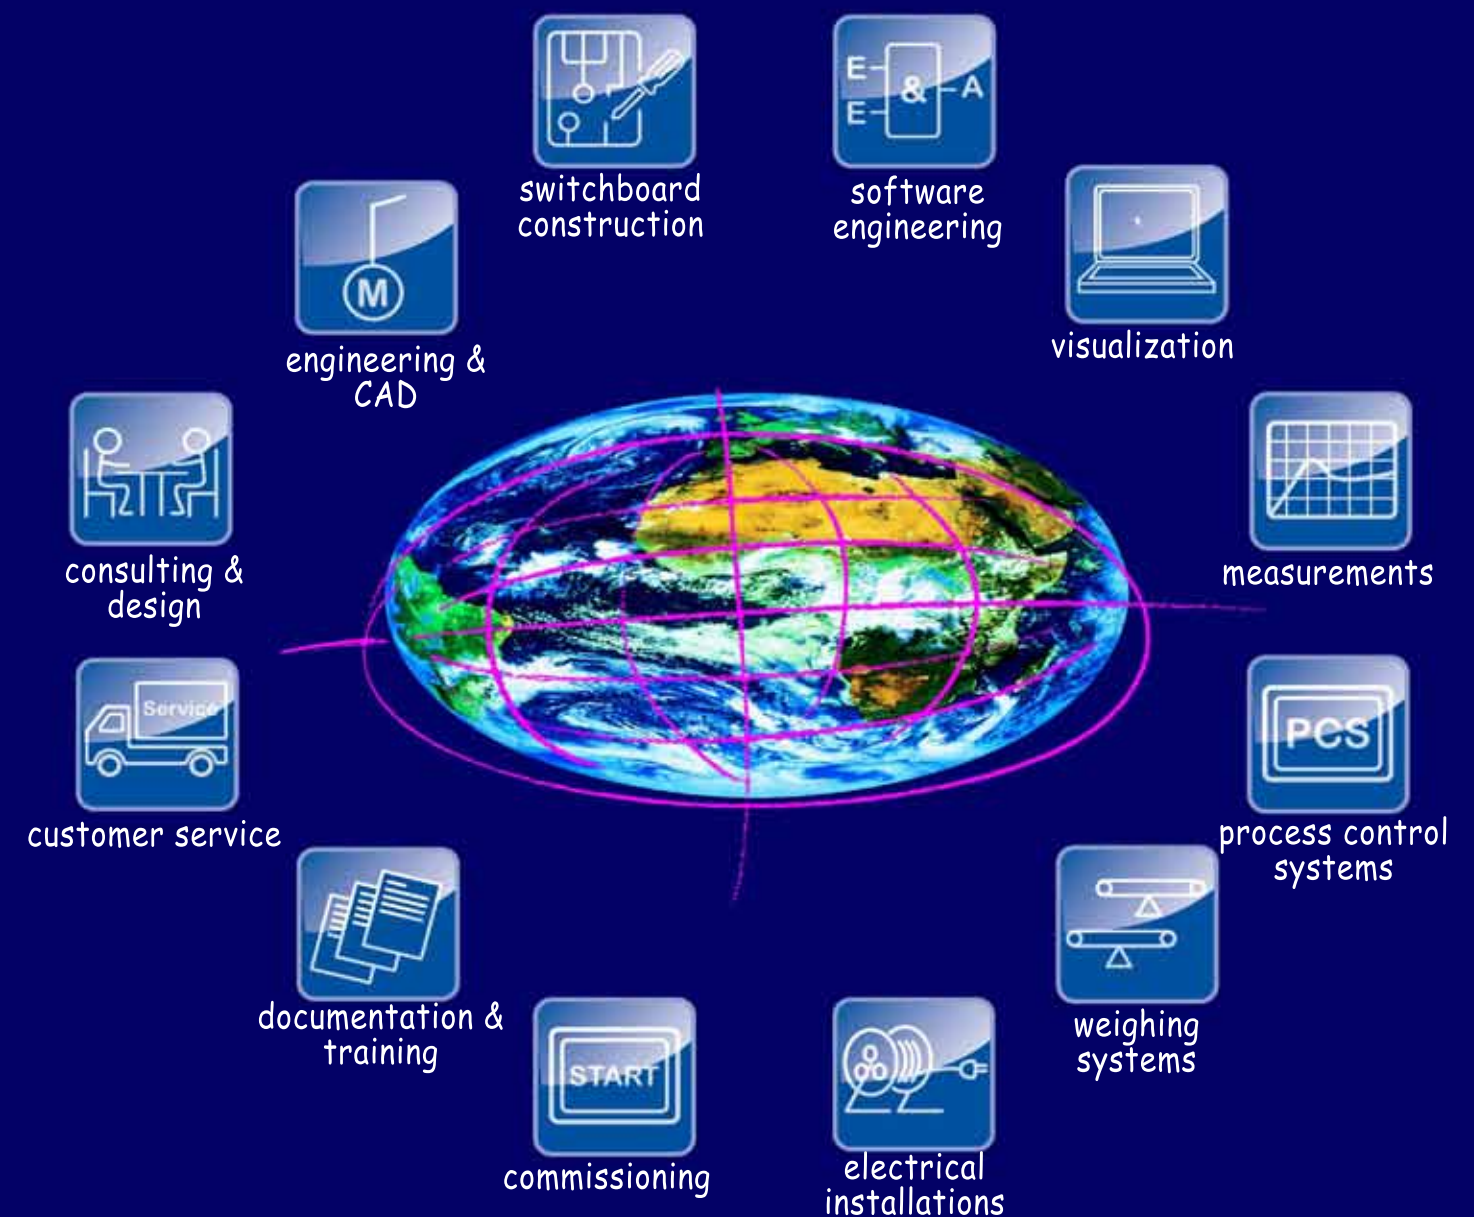 E
E
&
A
switchboard
construction
software
engineering
M
engineering &
CAD
visualization
consulting &
design
measurements
Service
customer service
PCS
process control
systems
documentation &
training
weighing
systems
START
commissioning
electrical
installations